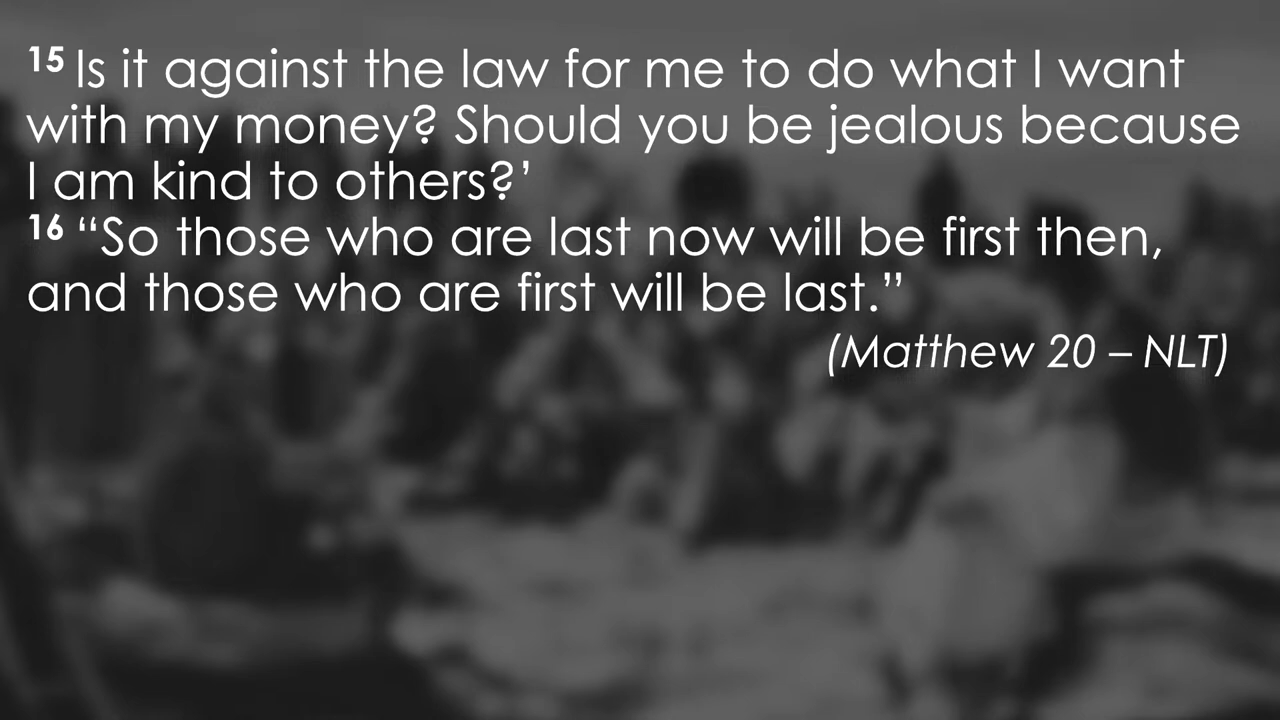 15 Is it against the law for me to do what I want
with my money? Should you be jealous because
I am kind to others?’
16 “So those who are last now will be first then,
and those who are first will be last.”
(Matthew 20 – NLT)